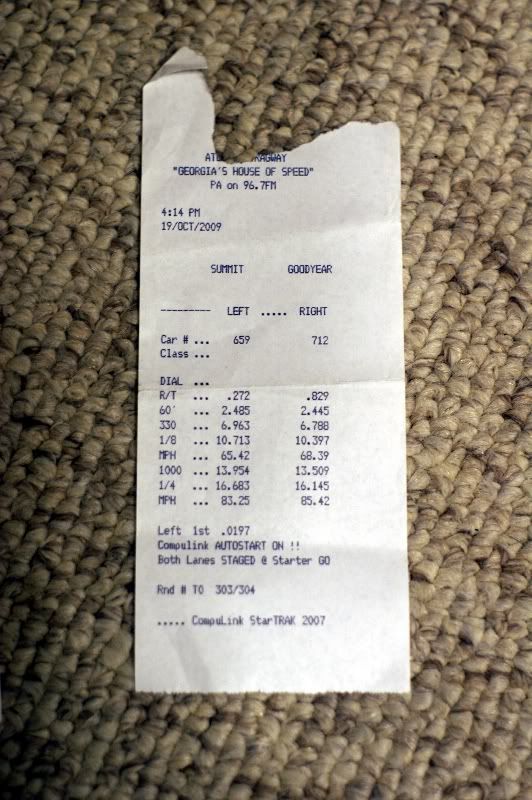 "GEORGIA'S HOUSE OF SPEED"
PA on 96.7FM
4:14 PM
19/OCT/2009
SUMMIT GOODYEAR
--------- LEFT ..... RIGHT
Car # ... 659 712
Class ...
DIAL ...
R/T ... .272 .829
60' ... 2.485 2.445
330 ... 6.963 6.788
1/8 ... 10.713 10.397
MPH ... 65.42 68.39
1000 ... 13.954 13.509
1/4 ... 16.683 16.145
MPH ... 83.25 85.42
Left 1st .0197
Compulink AUTOSTART ON !!
Both Lanes STAGED @ Starter GO
Rnd # TO 303/304
..... CompuLink StarTRAK 2007